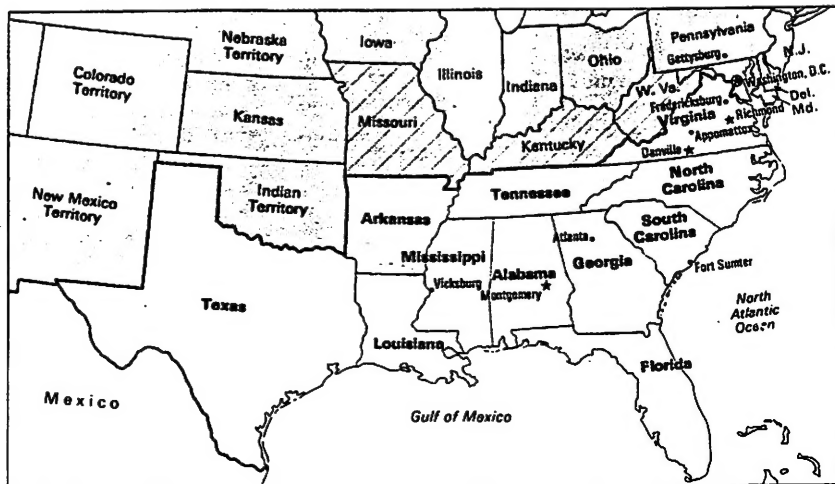 Nebraska
Territory
Iowa
Pennsylvania
Gettysburg
N.J.
Colorado
Territory
Illinois
Indiana
Ohio
W. Va.
Washington, D.C.
Del.
Md.
Kansas
Missouri
Kentucky
Fredericksburg
Virginia
Richmond
Appomattox
Danville
New Mexico
Territory
Indian
Territory
Tennessee
North
Carolina
Arkansas
South
Carolina
Mississippi
Alabama
Atlanta
Georgia
Fort Sumter
Vicksburg
Montgomery
Texas
Louisiana
North
Atlantic
Ocean
Florida
Mexico
Gulf of Mexico